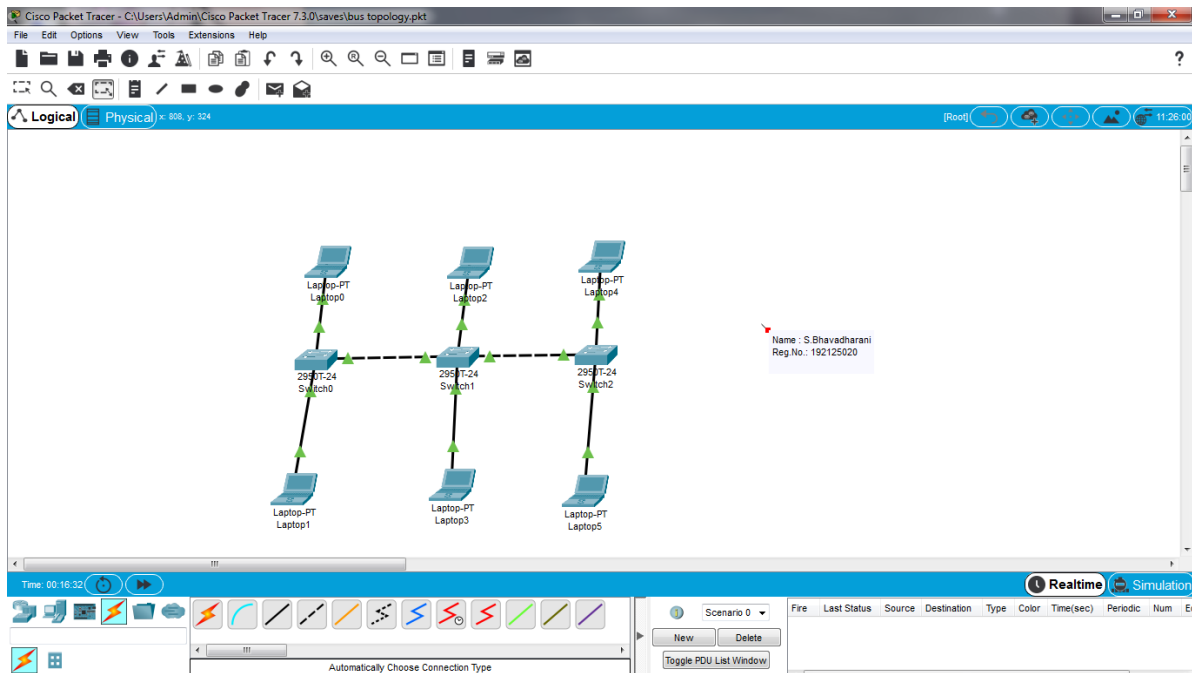 Cisco Packet Tracer - C:\Users\Admin\Cisco Packet Tracer 7.3.0\saves\bus topology.pkt
File Edit Options View Tools Extensions Help
?
Logical Physical x: 808, y: 324 [Root] 11:26:00
Laptop-PT
Laptop0
Laptop-PT
Laptop2
Laptop-PT
Laptop4
Name : S.Bhavadharani
Reg.No.: 192125020
2950T-24
Switch0
2950T-24
Switch1
2950T-24
Switch2
Laptop-PT
Laptop1
Laptop-PT
Laptop3
Laptop-PT
Laptop5
Time: 00:16:32 Realtime Simulation
Scenario 0
New Delete
Toggle PDU List Window
Fire Last Status Source Destination Type Color Time(sec) Periodic Num
Automatically Choose Connection Type